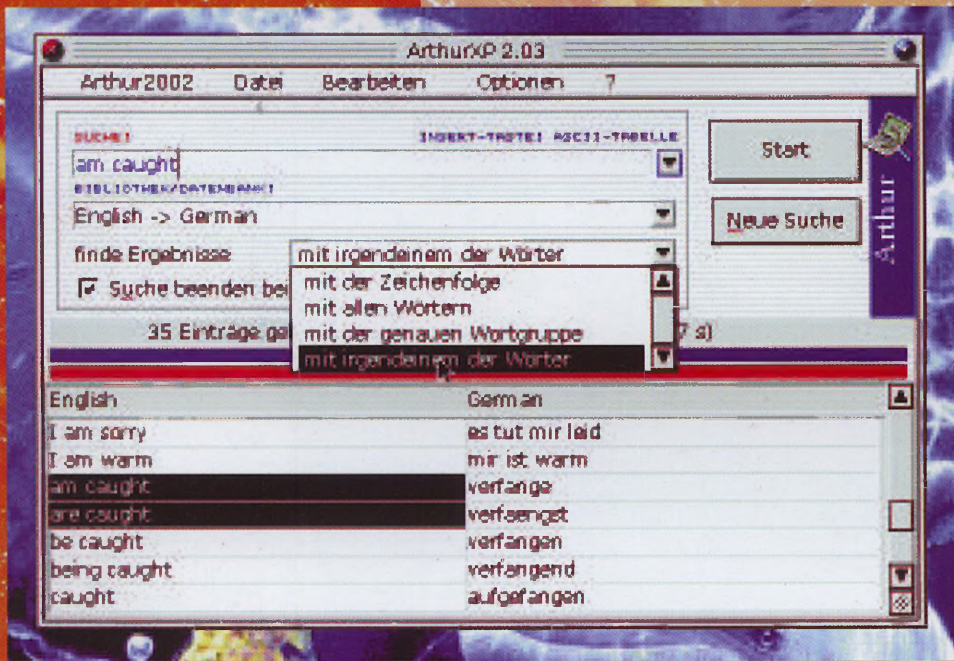 ArthurXP 2.03
Arthur2002 Datei Bearbeiten Optionen ?
SUCHE: INSERT-TASTE: ASCII-TABELLE
am caught
Start
BIBLIOTHEK/DATENBANK:
English -> German
Neue Suche
Arthur
finde Ergebnisse mit irgendeinem der Wörter
Suche beenden bei
mit der Zeichenfolge
mit allen Wörtern
mit der genauen Wortgruppe
mit irgendeinem der Wörter
35 Einträge s)
English German
I am sorry es tut mir leid
I am warm mir ist warm
am caught verfange
are caught verfaengst
be caught verfangen
being caught verfangend
caught aufgefangen